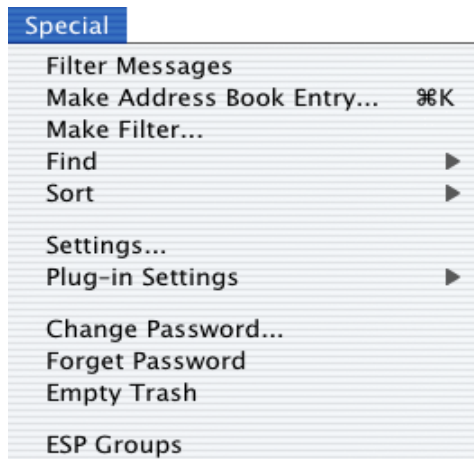 Special
Filter Messages
Make Address Book Entry... ⌘K
Make Filter...
Find
Sort
Settings...
Plug-in Settings
Change Password...
Forget Password
Empty Trash
ESP Groups